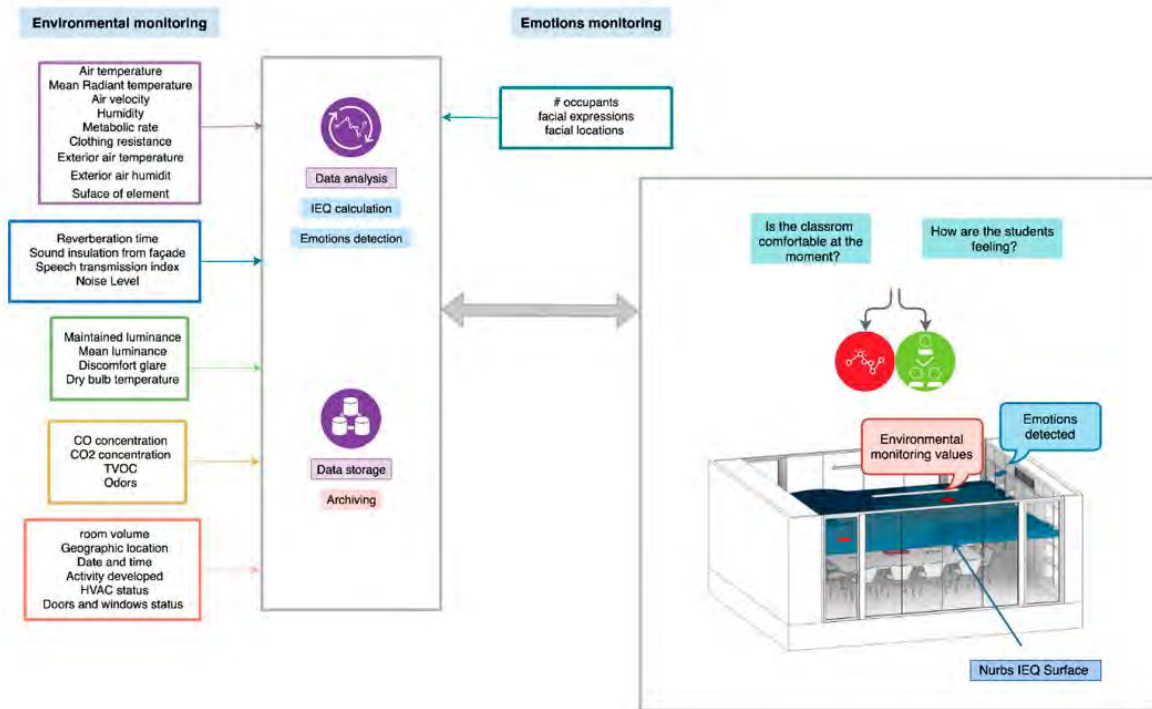 Environmental monitoring
Emotions monitoring
Air temperature
Mean Radiant temperature
Air velocity
Humidity
Metabolic rate
Clothing resistance
Exterior air temperature
Exterior air humidit
Suface of element
Reverberation time
Sound insulation from façade
Speech transmission index
Noise Level
Maintained luminance
Mean luminance
Discomfort glare
Dry bulb temperature
CO concentration
CO2 concentration
TVOC
Odors
room volume
Geographic location
Date and time
Activity developed
HVAC status
Doors and windows status
Data analysis
IEQ calculation
Emotions detection
Data storage
Archiving
# occupants
facial expressions
facial locations
Is the classrom
comfortable at the
moment?
How are the students
feeling?
Environmental
monitoring values
Emotions
detected
Nurbs IEQ Surface